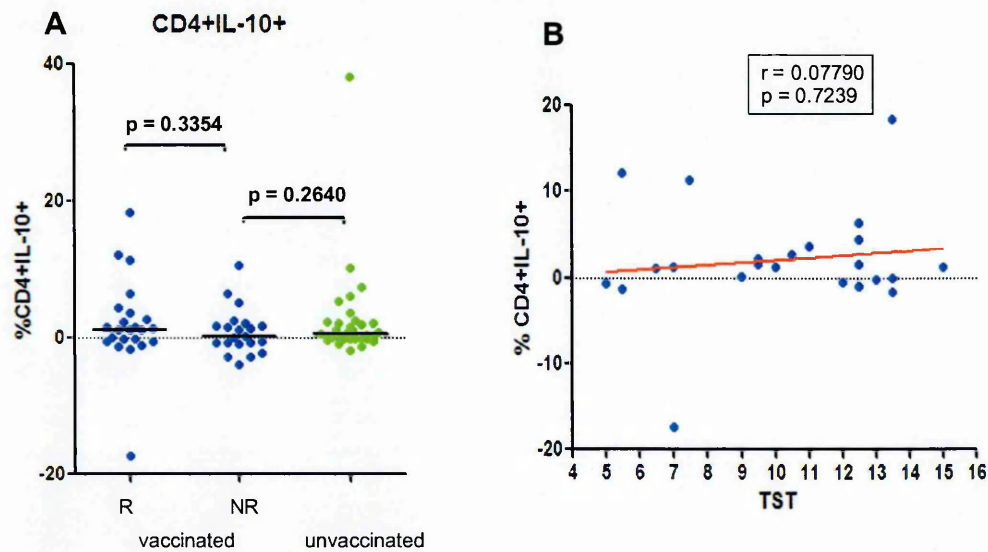 A
CD4+IL-10+
%CD4+IL-10+
40
20
0
-20
p = 0.3354
p = 0.2640
R
NR
vaccinated
unvaccinated
B
r = 0.07790
p = 0.7239
% CD4+IL-10+
20
10
0
-10
-20
4 5 6 7 8 9 10 11 12 13 14 15 16
TST